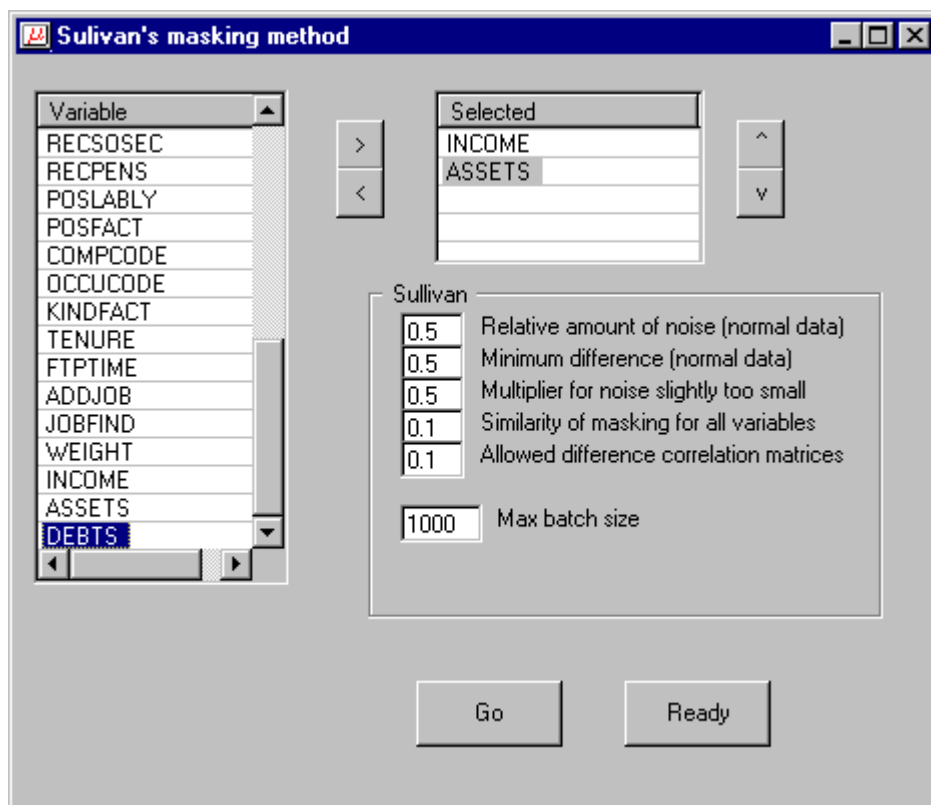 μ Sulivan's masking method
Variable
RECSOSEC
RECPENS
POSLABLY
POSFACT
COMPCODE
OCCUCODE
KINDFACT
TENURE
FTPTIME
ADDJOB
JOBFIND
WEIGHT
INCOME
ASSETS
DEBTS
>
<
Selected
INCOME
ASSETS
^
v
Sullivan
0.5 Relative amount of noise (normal data)
0.5 Minimum difference (normal data)
0.5 Multiplier for noise slightly too small
0.1 Similarity of masking for all variables
0.1 Allowed difference correlation matrices
1000 Max batch size
Go
Ready